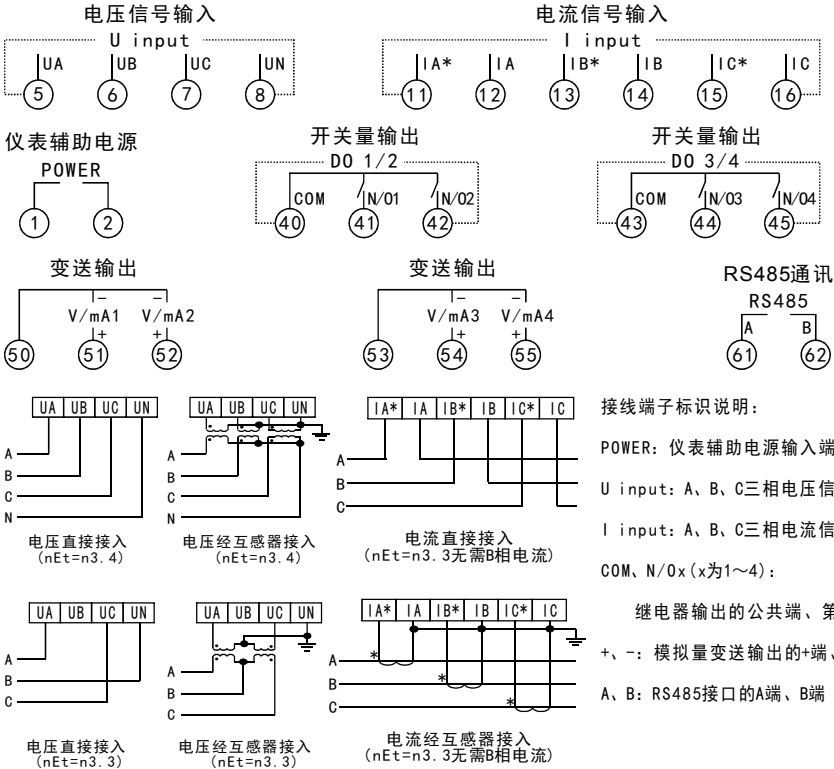 电压信号输入
U input
UA UB UC UN
5 6 7 8
电流信号输入
I input
IA* IA IB* IB IC* IC
11 12 13 14 15 16
仪表辅助电源
POWER
1 2
开关量输出
DO 1/2
COM N/O1 N/O2
40 41 42
开关量输出
DO 3/4
COM N/O3 N/O4
43 44 45
变送输出
− −
V/mA1 V/mA2
+ +
50 51 52
变送输出
− −
V/mA3 V/mA4
+ +
53 54 55
RS485通讯
RS485
A B
61 62
UA UB UC UN
A
B
C
N
电压直接接入
(nEt=n3.4)
UA UB UC UN
A
B
C
N
电压经互感器接入
(nEt=n3.4)
IA* IA IB* IB IC* IC
A
B
C
电流直接接入
(nEt=n3.3无需B相电流)
接线端子标识说明:
POWER: 仪表辅助电源输入端
U input: A、B、C三相电压信
I input: A、B、C三相电流信
COM、N/Ox(x为1～4):
继电器输出的公共端、第
+、-: 模拟量变送输出的+端、
A、B: RS485接口的A端、B端
UA UB UC UN
A
B
C
电压直接接入
(nEt=n3.3)
UA UB UC UN
A
B
C
电压经互感器接入
(nEt=n3.3)
IA* IA IB* IB IC* IC
A *
B *
C *
电流经互感器接入
(nEt=n3.3无需B相电流)